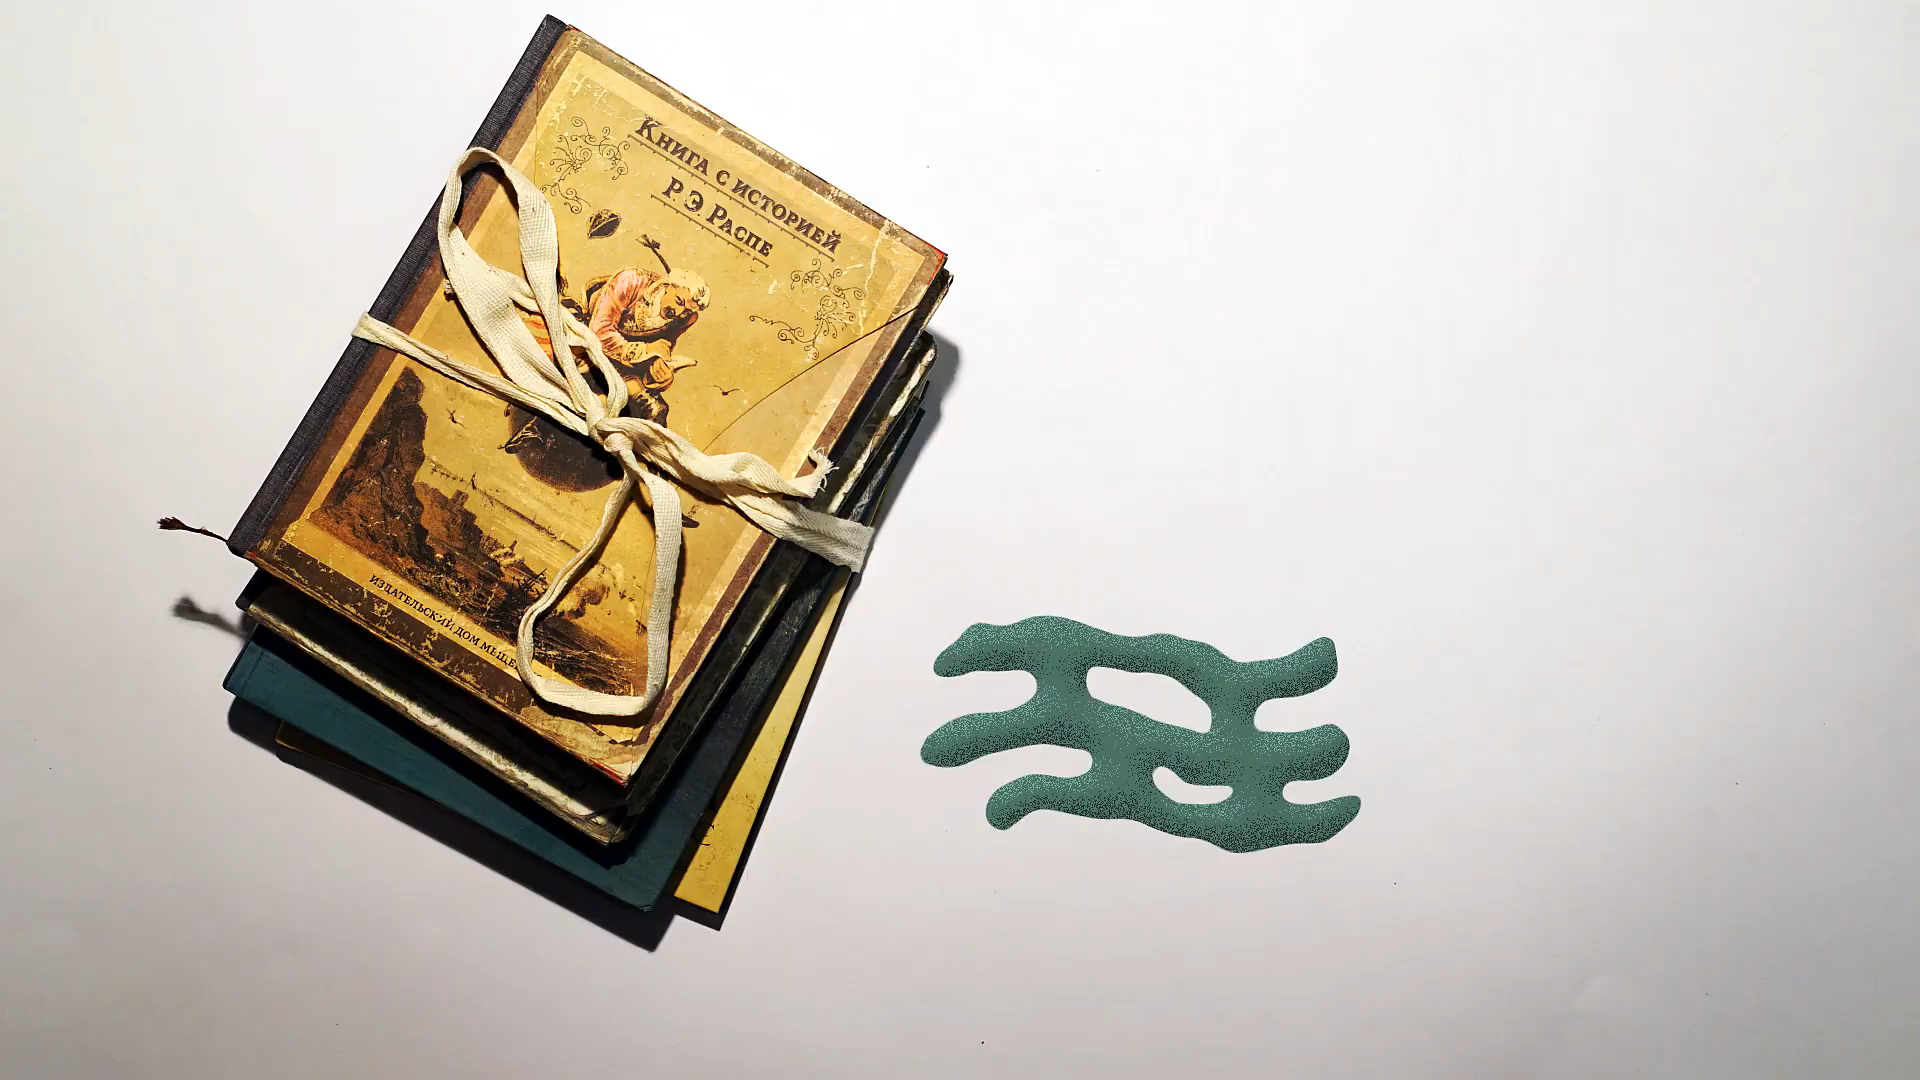 Книга с историей
Р. Э. Распе
издательский дом